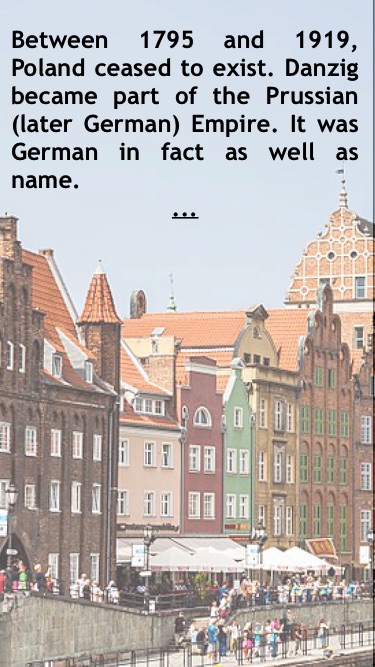 Between 1795 and 1919,
Poland ceased to exist. Danzig
became part of the Prussian
(later German) Empire. It was
German in fact as well as
name.
...